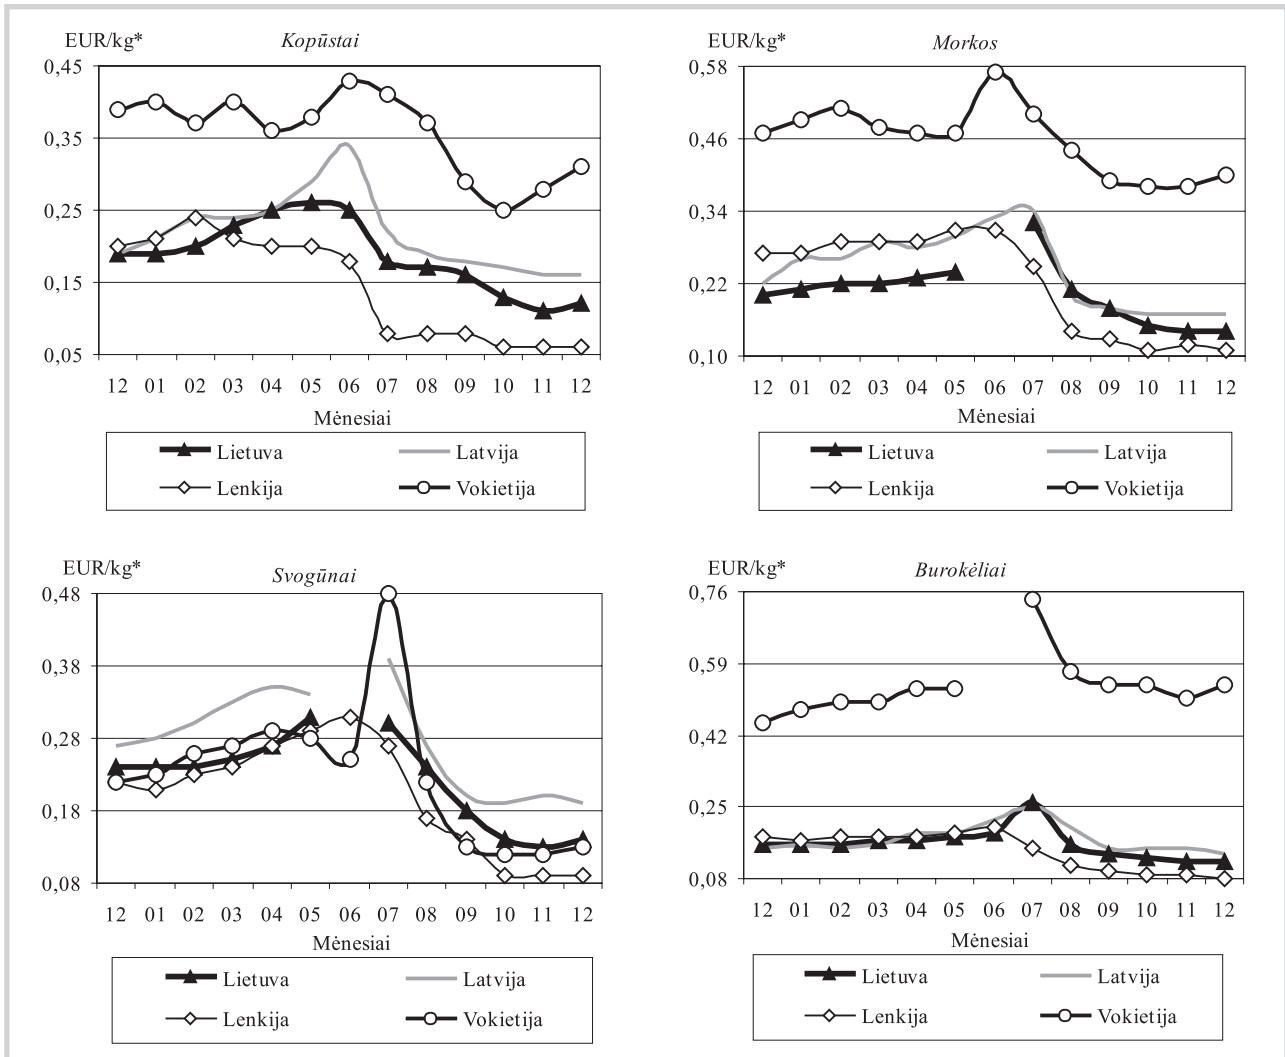 EUR/kg*
Kopūstai
0,45
0,35
0,25
0,15
0,05
12 01 02 03 04 05 06 07 08 09 10 11 12
Mėnesiai
Lietuva Latvija
Lenkija Vokietija
EUR/kg*
Morkos
0,58
0,46
0,34
0,22
0,10
12 01 02 03 04 05 06 07 08 09 10 11 12
Mėnesiai
Lietuva Latvija
Lenkija Vokietija
EUR/kg*
Svogūnai
0,48
0,38
0,28
0,18
0,08
12 01 02 03 04 05 06 07 08 09 10 11 12
Mėnesiai
Lietuva Latvija
Lenkija Vokietija
EUR/kg*
Burokėliai
0,76
0,59
0,42
0,25
0,08
12 01 02 03 04 05 06 07 08 09 10 11 12
Mėnesiai
Lietuva Latvija
Lenkija Vokietija